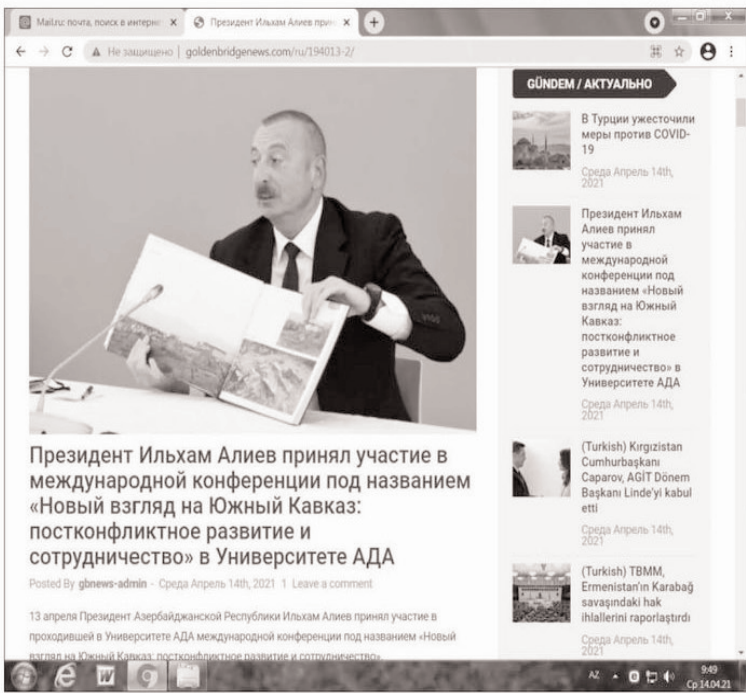 Mail.ru: почта, поиск в интерне
Президент Ильхам Алиев прин
Не защищено | goldenbridgenews.com/ru/194013-2/
GÜNDEM / АКТУАЛЬНО
В Турции ужесточили
меры против COVID-
19
Среда Апрель 14th,
2021
Президент Ильхам
Алиев принял
участие в
международной
конференции под
названием «Новый
взгляд на Южный
Кавказ:
постконфликтное
развитие и
сотрудничество» в
Университете АДА
Среда Апрель 14th,
2021
(Turkish) Kırgızistan
Cumhurbaşkanı
Caparov, AGİT Dönem
Başkanı Linde'yi kabul
etti
Среда Апрель 14th,
2021
(Turkish) TBMM,
Ermenistan'ın Karabağ
savaşındaki hak
ihlallerini raporlaştırdı
Среда Апрель 14th,
2021
Президент Ильхам Алиев принял участие в
международной конференции под названием
«Новый взгляд на Южный Кавказ:
постконфликтное развитие и
сотрудничество» в Университете АДА
Posted By gbnews-admin - Среда Апрель 14th, 2021 1 Leave a comment
13 апреля Президент Азербайджанской Республики Ильхам Алиев принял участие в
проходившей в Университете АДА международной конференции под названием «Новый
взгляд на Южный Кавказ: постконфликтное развитие и сотрудничество».
AZ
9:49
Ср 14.04.21